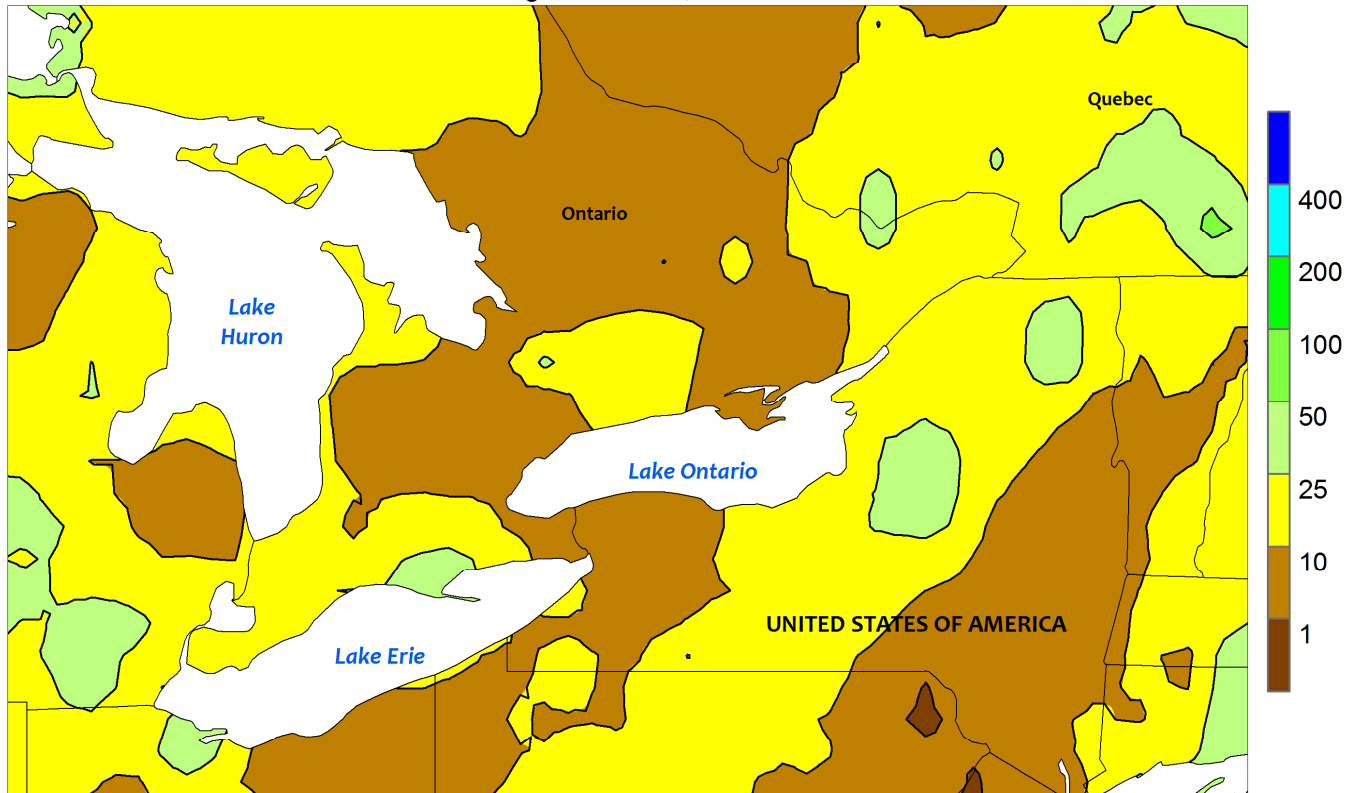 Quebec
Ontario
Lake
Huron
Lake Ontario
UNITED STATES OF AMERICA
Lake Erie
400
200
100
50
25
10
1